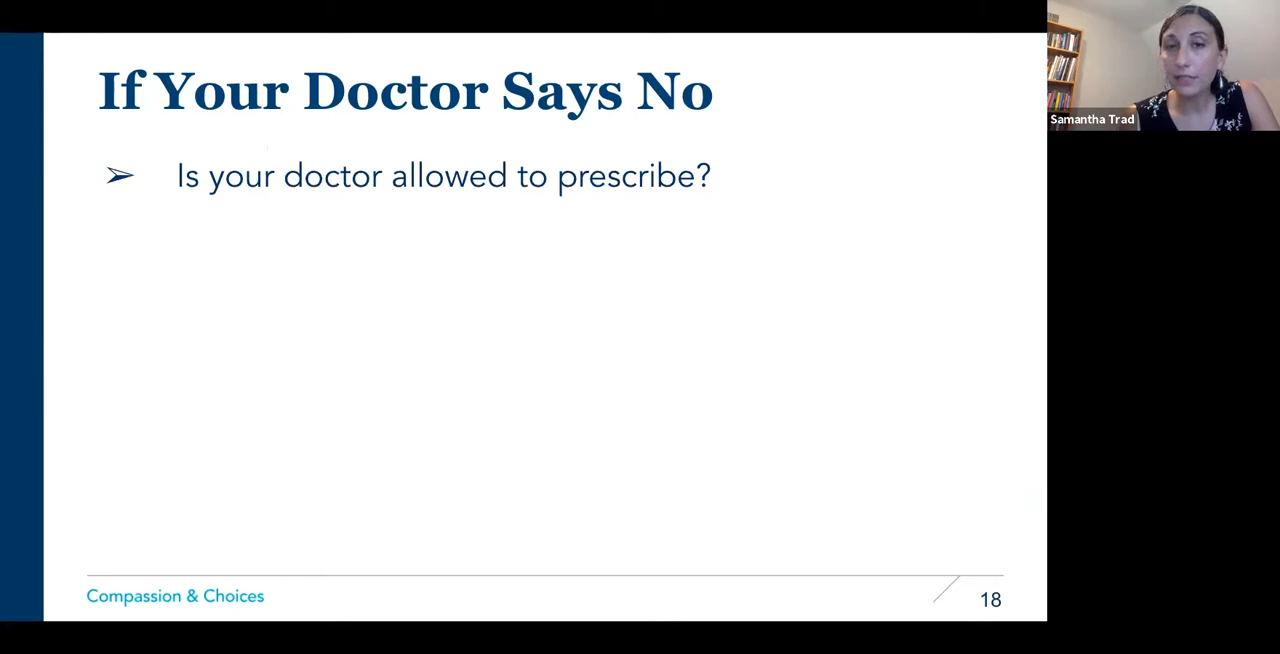 If Your Doctor Says No
➢ Is your doctor allowed to prescribe?
Samantha Trad
Compassion & Choices
18